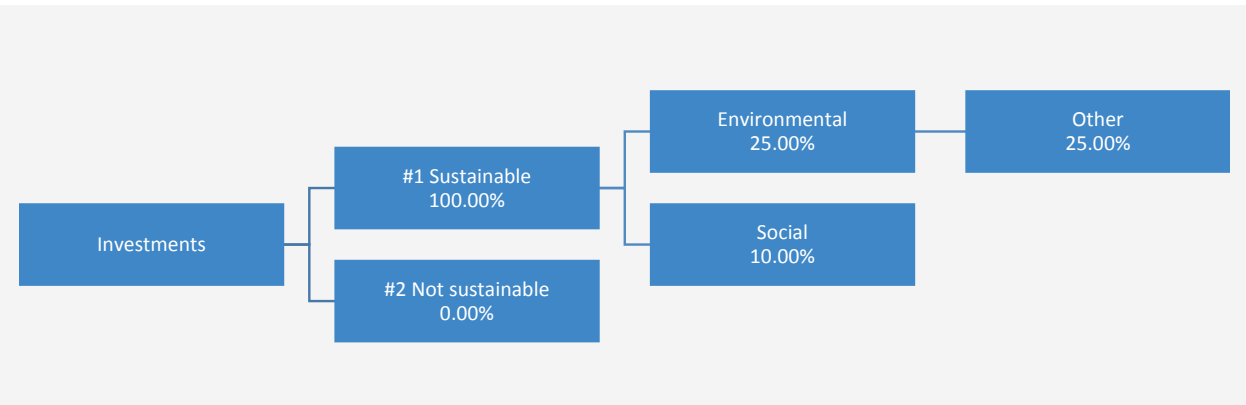 Investments
#1 Sustainable
100.00%
#2 Not sustainable
0.00%
Environmental
25.00%
Social
10.00%
Other
25.00%